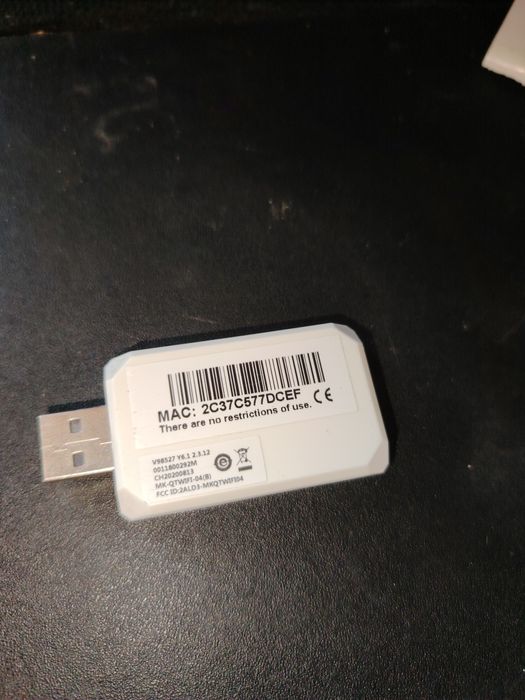 MAC: 2C37C577DCEF
There are no restrictions of use. CE
V98527 Y6.1 2.3.12
0011800292M
CH20200813
MK-QTWIFI-04(B)
FCC ID:2ALD3-MKQTWIFI04
e